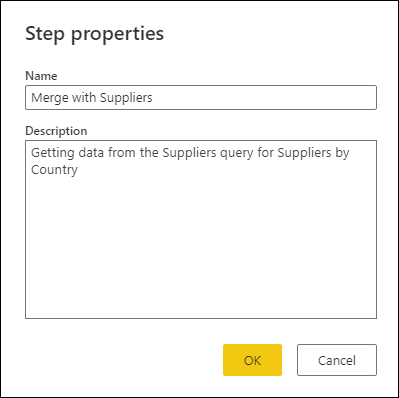 Step properties
Name
Merge with Suppliers
Description
Getting data from the Suppliers query for Suppliers by
Country
OK
Cancel